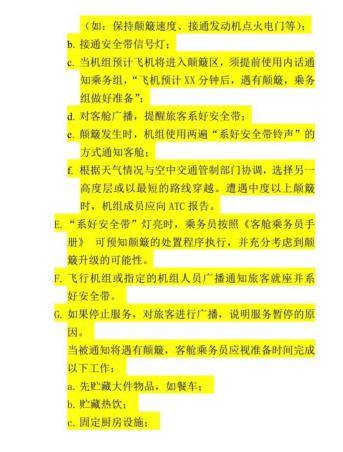 （如：保持颠簸速度、接通发动机点火电门等）；
b. 接通安全带信号灯；
c. 当机组预计飞机将进入颠簸区，须提前使用内话通
知乘务组，“飞机预计 XX 分钟后，遇有颠簸，乘务
组做好准备”；
d. 对客舱广播，提醒旅客系好安全带；
e. 颠簸发生时，机组使用两遍“系好安全带铃声”的
方式通知客舱；
f. 根据天气情况与空中交通管制部门协调，选择另一
高度层或以最短的路线穿越。遭遇中度以上颠簸
时，机组成员应向 ATC 报告。
E. “系好安全带”灯亮时，乘务员按照《客舱乘务员手
册》 可预知颠簸的处置程序执行，并充分考虑到颠
簸升级的可能性。
F. 飞行机组或指定的机组人员广播通知旅客就座并系
好安全带。
G. 如果停止服务，对旅客进行广播，说明服务暂停的原
因。
当被通知将遇有颠簸，客舱乘务员应视准备时间完成
以下工作：
a. 先贮藏大件物品，如餐车；
b. 贮藏热饮；
c. 固定厨房设施；